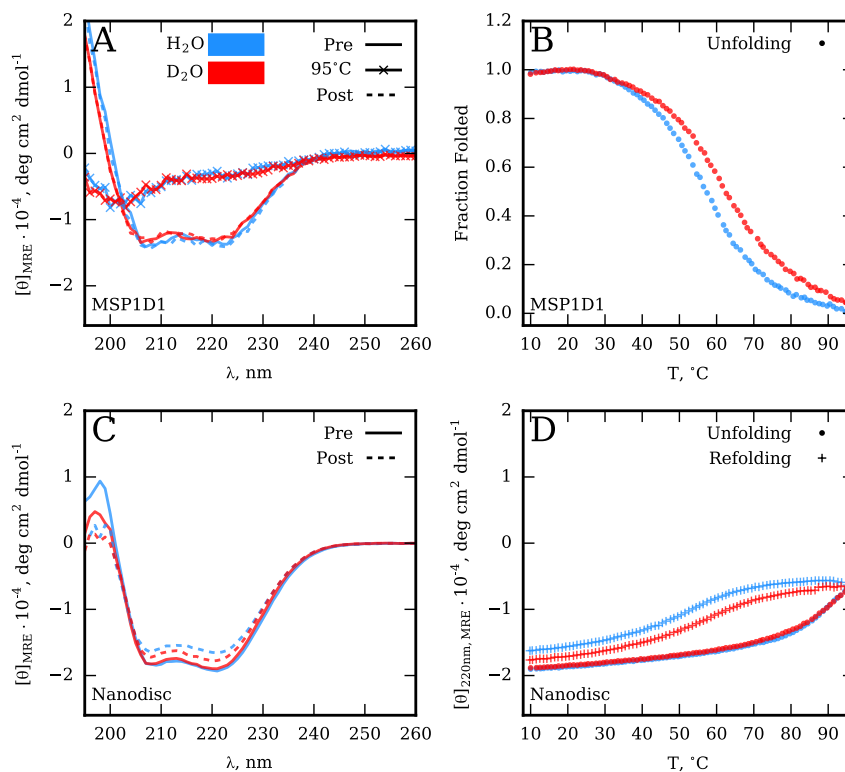 A
H₂O
D₂O
Pre
95°C
Post
2
1
0
−1
−2
[θ]MRE · 10⁻⁴, deg cm² dmol⁻¹
MSP1D1
200 210 220 230 240 250 260
λ, nm
B
Unfolding
1.2
1.0
0.8
0.6
0.4
0.2
0.0
Fraction Folded
MSP1D1
10 20 30 40 50 60 70 80 90
T, °C
C
Pre
Post
2
1
0
−1
−2
[θ]MRE · 10⁻⁴, deg cm² dmol⁻¹
Nanodisc
200 210 220 230 240 250 260
λ, nm
D
Unfolding
Refolding
2
1
0
−1
−2
[θ]220nm, MRE · 10⁻⁴, deg cm² dmol⁻¹
Nanodisc
10 20 30 40 50 60 70 80 90
T, °C